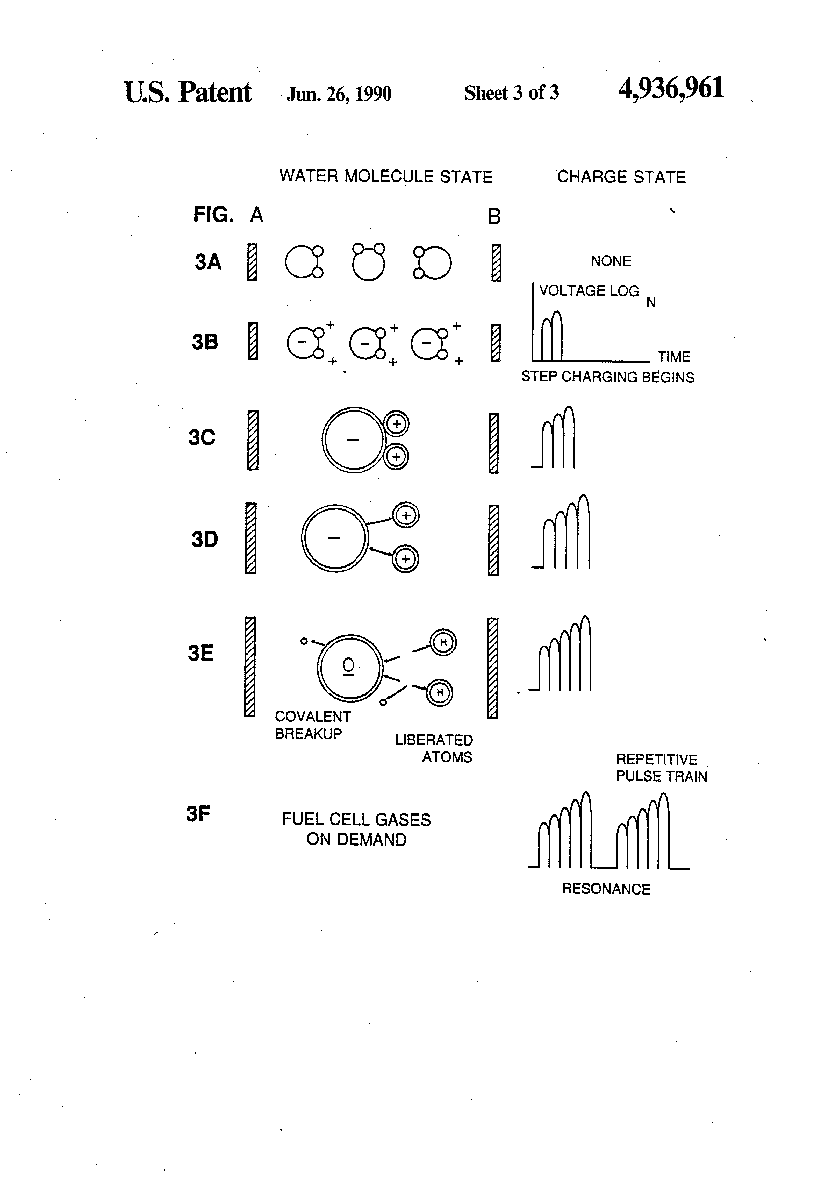 U.S. Patent Jun. 26, 1990 Sheet 3 of 3 4,936,961
WATER MOLECULE STATE CHARGE STATE
FIG. A B
3A NONE
VOLTAGE LOG N
3B + + +
- - -
+ + +
TIME
STEP CHARGING BEGINS
3C - + +
3D - + +
3E O H H
COVALENT
BREAKUP
LIBERATED
ATOMS
REPETITIVE
PULSE TRAIN
3F FUEL CELL GASES
ON DEMAND
RESONANCE